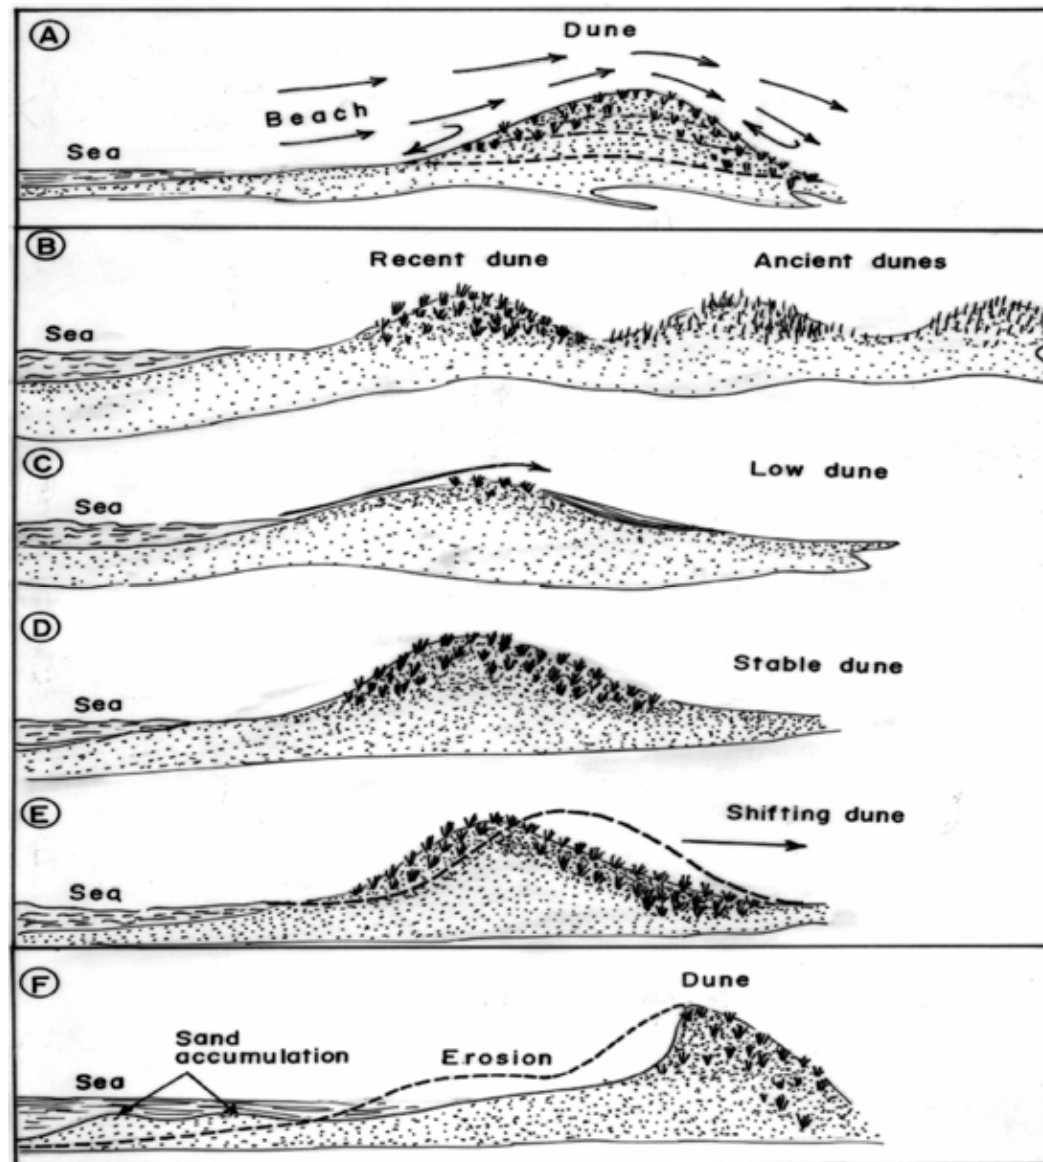 A
Dune
Beach
Sea
B
Recent dune
Ancient dunes
Sea
C
Low dune
Sea
D
Stable dune
Sea
E
Shifting dune
Sea
F
Dune
Sand
accumulation
Erosion
Sea